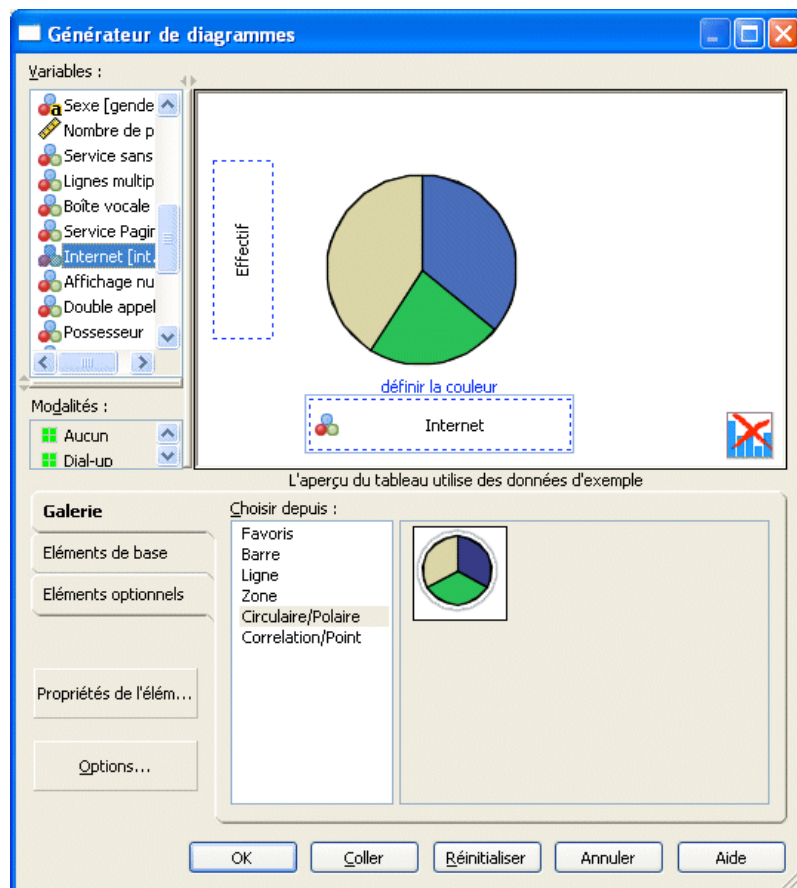 Générateur de diagrammes
Variables :
Sexe [gende
Nombre de p
Service sans
Lignes multip
Boîte vocale
Service Pagir
Internet [int.
Affichage nu
Double appel
Possesseur
Modalités :
Aucun
Dial-up
Effectif
définir la couleur
Internet
L'aperçu du tableau utilise des données d'exemple
Galerie
Eléments de base
Eléments optionnels
Propriétés de l'élém...
Options...
Choisir depuis :
Favoris
Barre
Ligne
Zone
Circulaire/Polaire
Correlation/Point
OK
Coller
Réinitialiser
Annuler
Aide